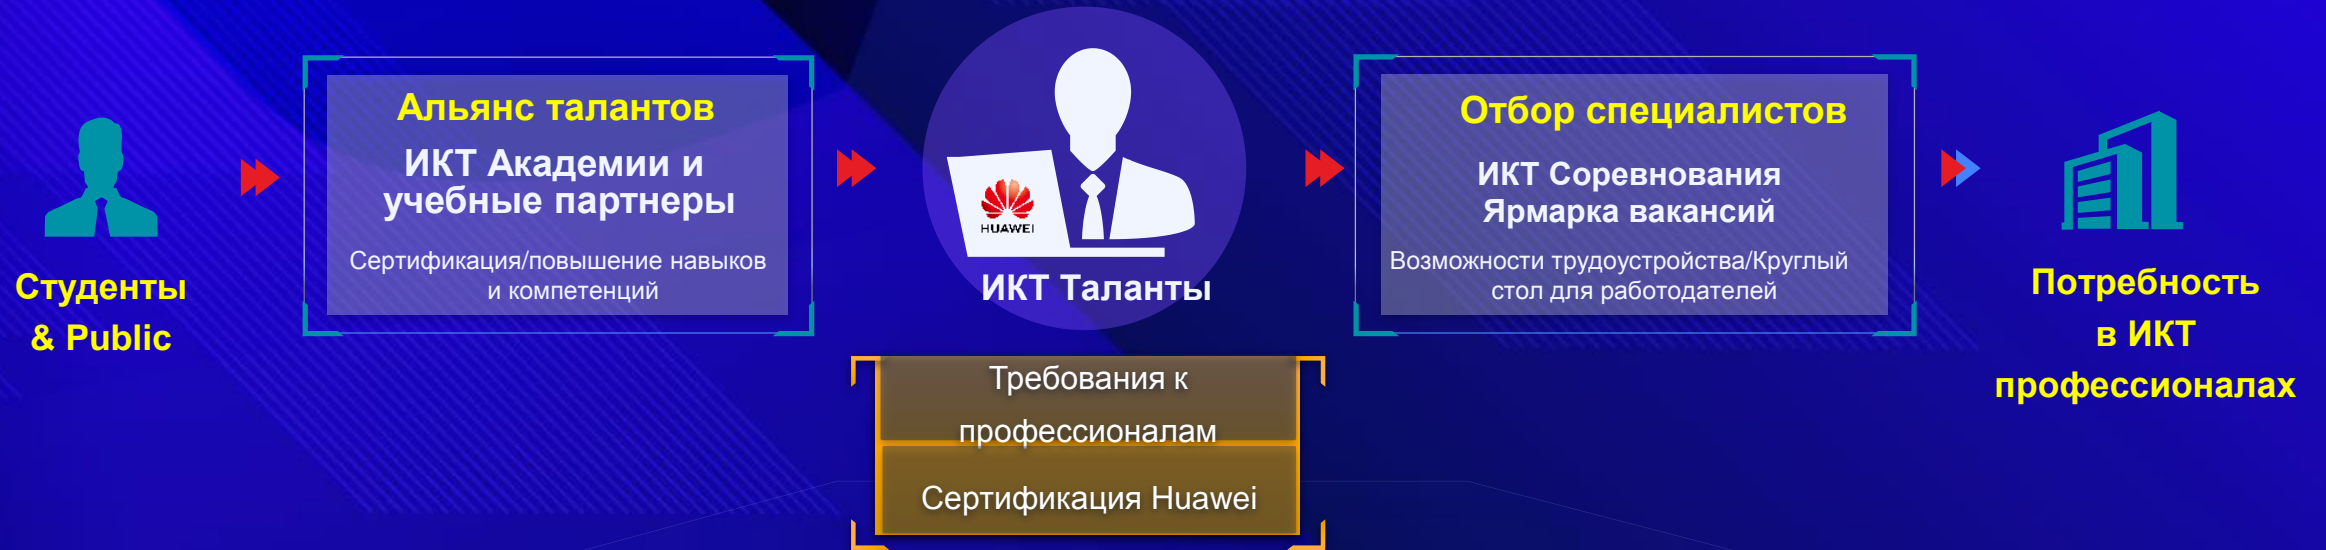 Студенты
& Public
Альянс талантов
ИКТ Академии и
учебные партнеры
Сертификация/повышение навыков
и компетенций
HUAWEI
ИКТ Таланты
Требования к
профессионалам
Сертификация Huawei
Отбор специалистов
ИКТ Соревнования
Ярмарка вакансий
Возможности трудоустройства/Круглый
стол для работодателей
Потребность
в ИКТ
профессионалах